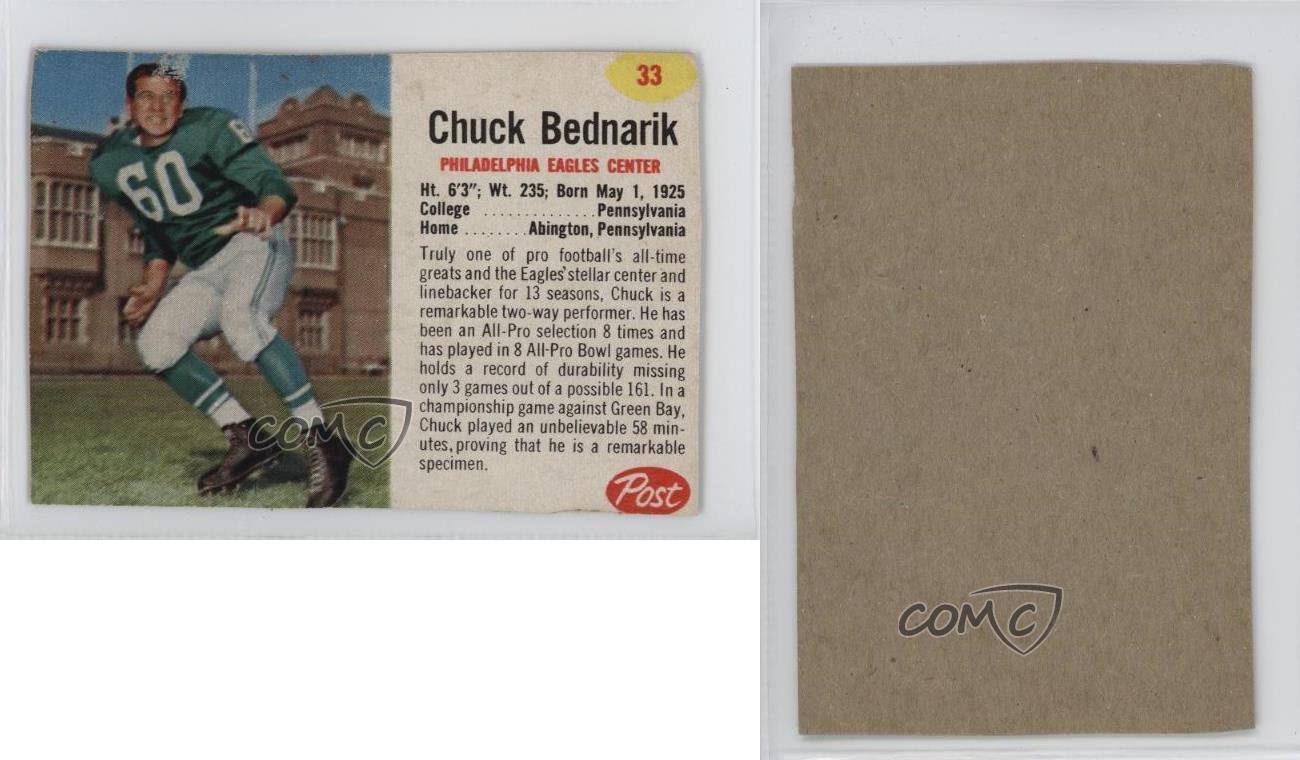 33
Chuck Bednarik
PHILADELPHIA EAGLES CENTER
Ht. 6'3"; Wt. 235; Born May 1, 1925
College .............. Pennsylvania
Home ........ Abington, Pennsylvania
Truly one of pro football's all-time
greats and the Eagles' stellar center and
linebacker for 13 seasons, Chuck is a
remarkable two-way performer. He has
been an All-Pro selection 8 times and
has played in 8 All-Pro Bowl games. He
holds a record of durability missing
only 3 games out of a possible 161. In a
championship game against Green Bay,
Chuck played an unbelievable 58 min-
utes, proving that he is a remarkable
specimen.
Post
60
60
COMC
COMC